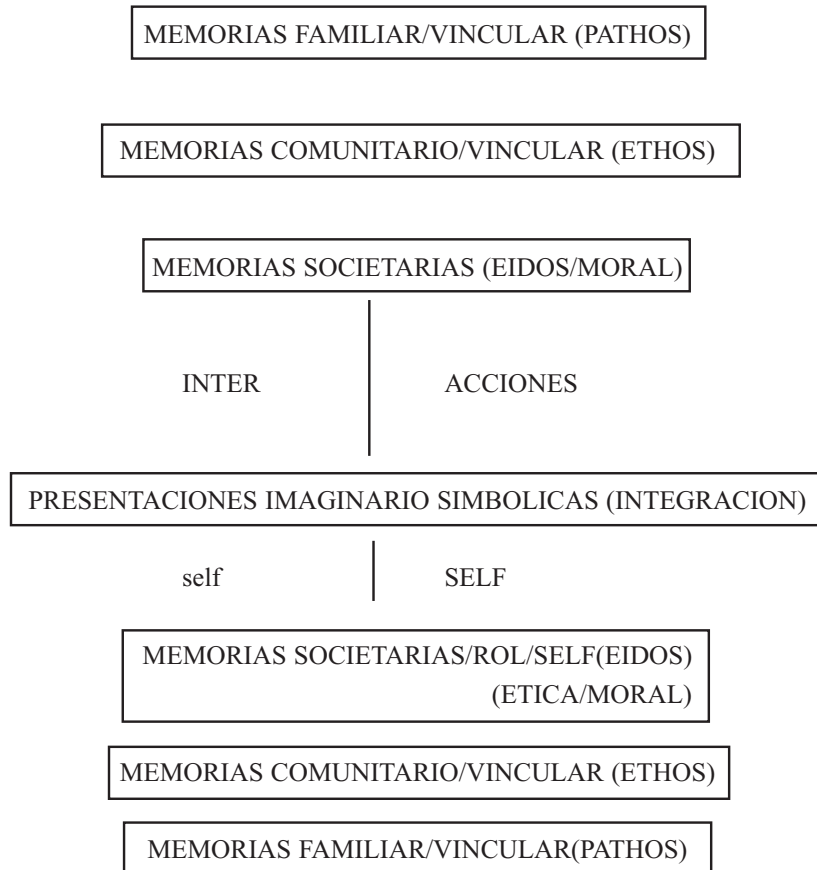 MEMORIAS FAMILIAR/VINCULAR (PATHOS)
MEMORIAS COMUNITARIO/VINCULAR (ETHOS)
MEMORIAS SOCIETARIAS (EIDOS/MORAL)
INTER ACCIONES
PRESENTACIONES IMAGINARIO SIMBOLICAS (INTEGRACION)
self SELF
MEMORIAS SOCIETARIAS/ROL/SELF(EIDOS)
(ETICA/MORAL)
MEMORIAS COMUNITARIO/VINCULAR (ETHOS)
MEMORIAS FAMILIAR/VINCULAR(PATHOS)